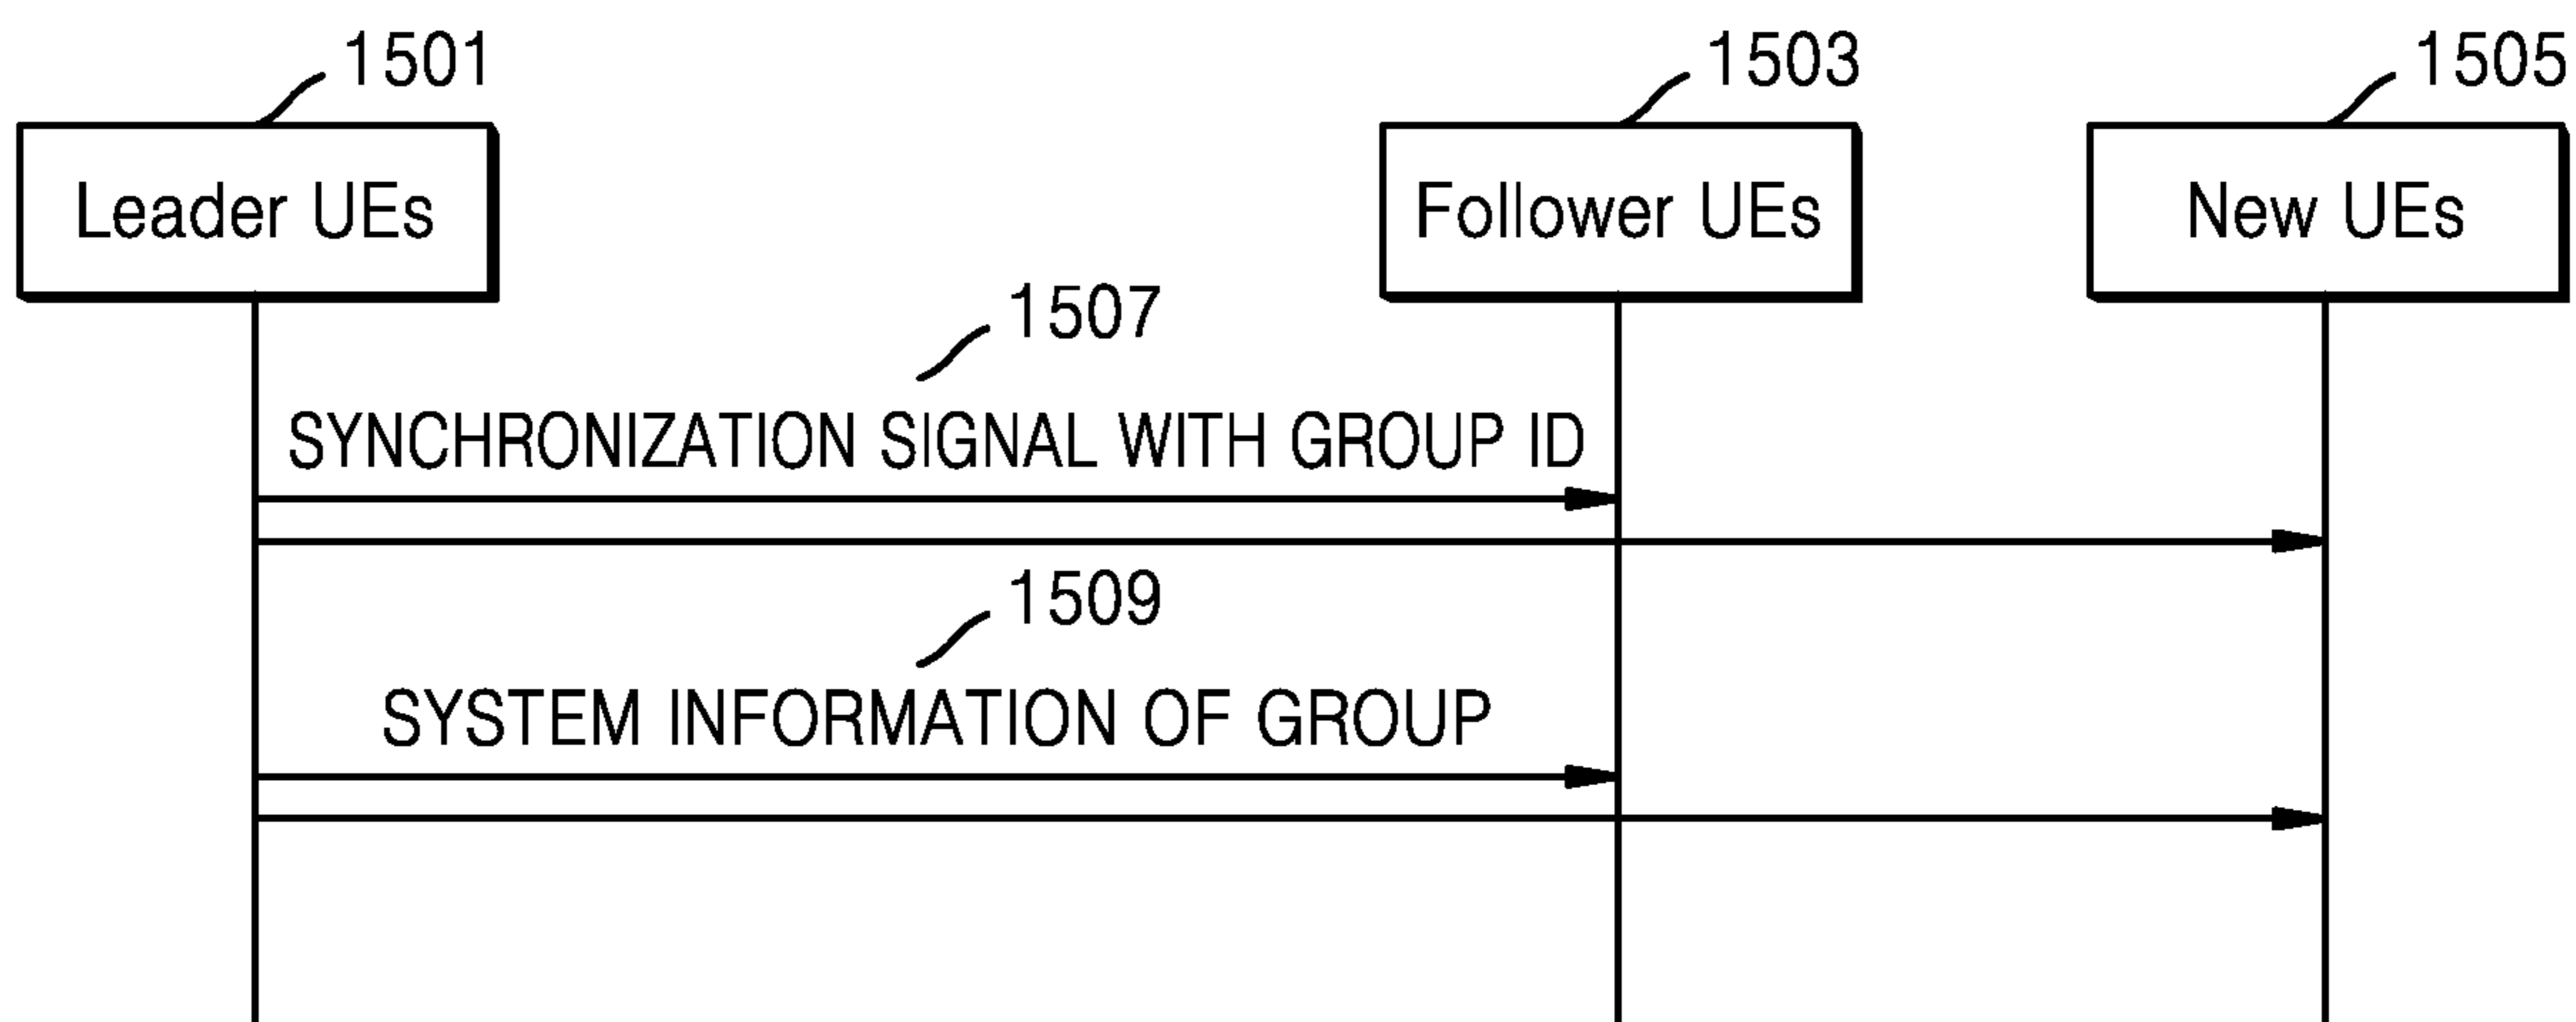 1501
1503
1505
Leader UEs
Follower UEs
New UEs
1507
SYNCHRONIZATION SIGNAL WITH GROUP ID
1509
SYSTEM INFORMATION OF GROUP